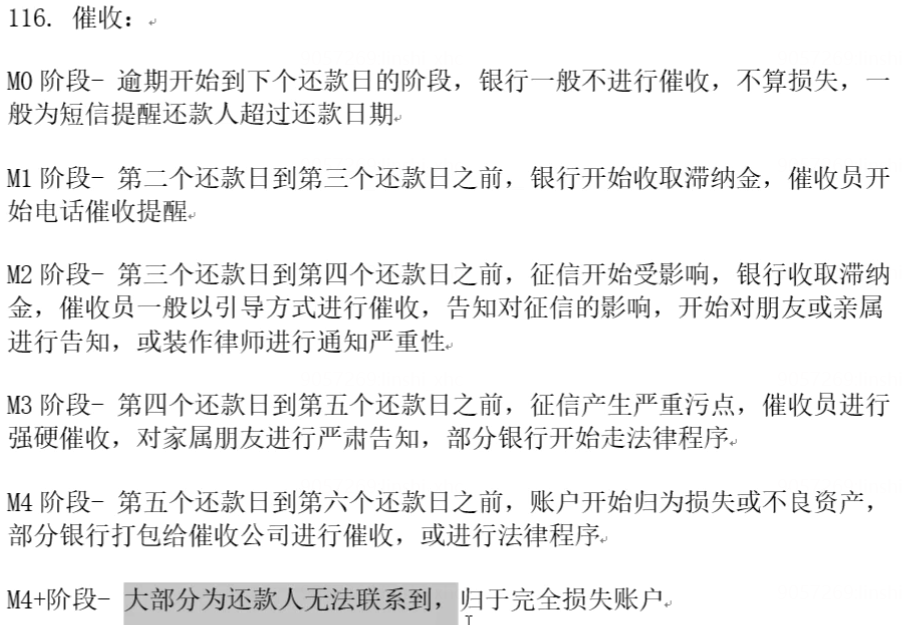 116. 催收：
M0 阶段- 逾期开始到下个还款日的阶段，银行一般不进行催收，不算损失，一
般为短信提醒还款人超过还款日期
M1 阶段- 第二个还款日到第三个还款日之前，银行开始收取滞纳金，催收员开
始电话催收提醒
M2 阶段- 第三个还款日到第四个还款日之前，征信开始受影响，银行收取滞纳
金，催收员一般以引导方式进行催收，告知对征信的影响，开始对朋友或亲属
进行告知，或装作律师进行通知严重性
M3 阶段- 第四个还款日到第五个还款日之前，征信产生严重污点，催收员进行
强硬催收，对家属朋友进行严肃告知，部分银行开始走法律程序
M4 阶段- 第五个还款日到第六个还款日之前，账户开始归为损失或不良资产，
部分银行打包给催收公司进行催收，或进行法律程序
M4+阶段- 大部分为还款人无法联系到，归于完全损失账户